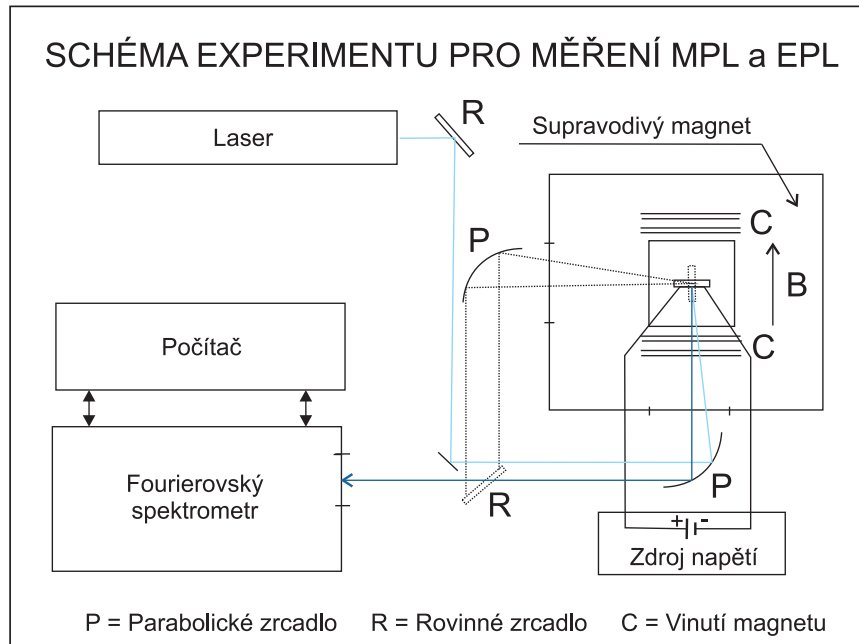 SCHÉMA EXPERIMENTU PRO MĚŘENÍ MPL a EPL
R
Laser
Supravodivý magnet
C
P
B
Počítač
C
Fourierovský
spektrometr
P
R
+ -
Zdroj napětí
P = Parabolické zrcadlo R = Rovinné zrcadlo C = Vinutí magnetu